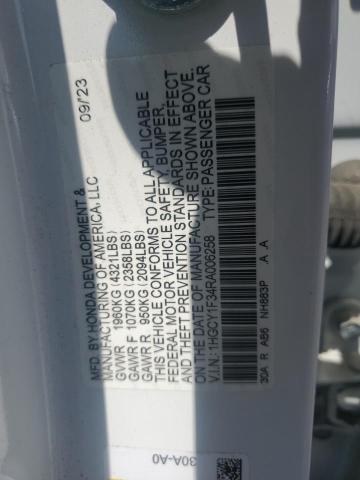 MFD. BY HONDA DEVELOPMENT & 09/23
MANUFACTURING OF AMERICA, LLC
GVWR 1960KG (4321LBS)
GAWR F 1070KG (2358LBS)
GAWR R 950KG (2094LBS)
THIS VEHICLE CONFORMS TO ALL APPLICABLE
FEDERAL MOTOR VEHICLE SAFETY, BUMPER,
AND THEFT PREVENTION STANDARDS IN EFFECT
ON THE DATE OF MANUFACTURE SHOWN ABOVE.
V.I.N.: 1HGCY1F34RA006258 TYPE: PASSENGER CAR
30A R AB6 NH883P A A
30A-A0